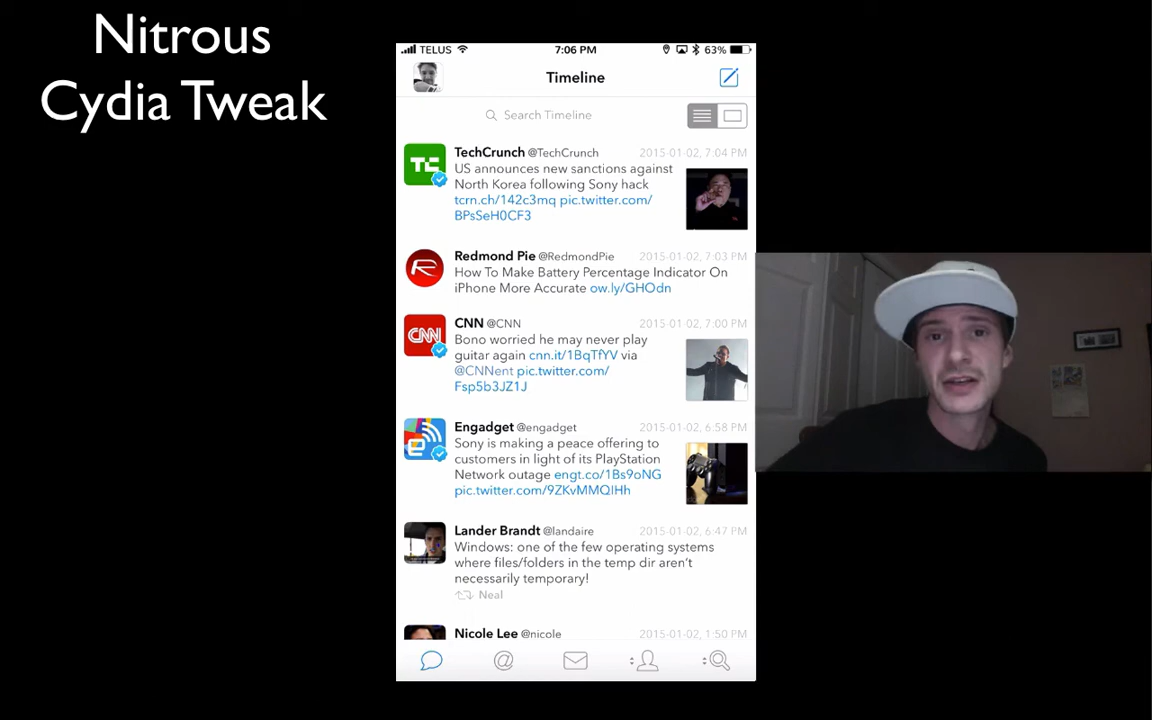 Nitrous
Cydia Tweak
TELUS 7:06 PM 63%
Timeline
Search Timeline
TC
TechCrunch @TechCrunch 2015-01-02, 7:04 PM
US announces new sanctions against
North Korea following Sony hack
tcrn.ch/142c3mq pic.twitter.com/
BPsSeH0CF3
Redmond Pie @RedmondPie 2015-01-02, 7:03 PM
How To Make Battery Percentage Indicator On
iPhone More Accurate ow.ly/GHOdn
CNN
CNN @CNN 2015-01-02, 7:00 PM
Bono worried he may never play
guitar again cnn.it/1BqTfYV via
@CNNent pic.twitter.com/
Fsp5b3JZ1J
Engadget @engadget 2015-01-02, 6:58 PM
Sony is making a peace offering to
customers in light of its PlayStation
Network outage engt.co/1Bs9oNG
pic.twitter.com/9ZKvMMQlHh
Lander Brandt @landaire 2015-01-02, 6:47 PM
Windows: one of the few operating systems
where files/folders in the temp dir aren't
necessarily temporary!
Neal
Nicole Lee @nicole 2015-01-02, 1:50 PM